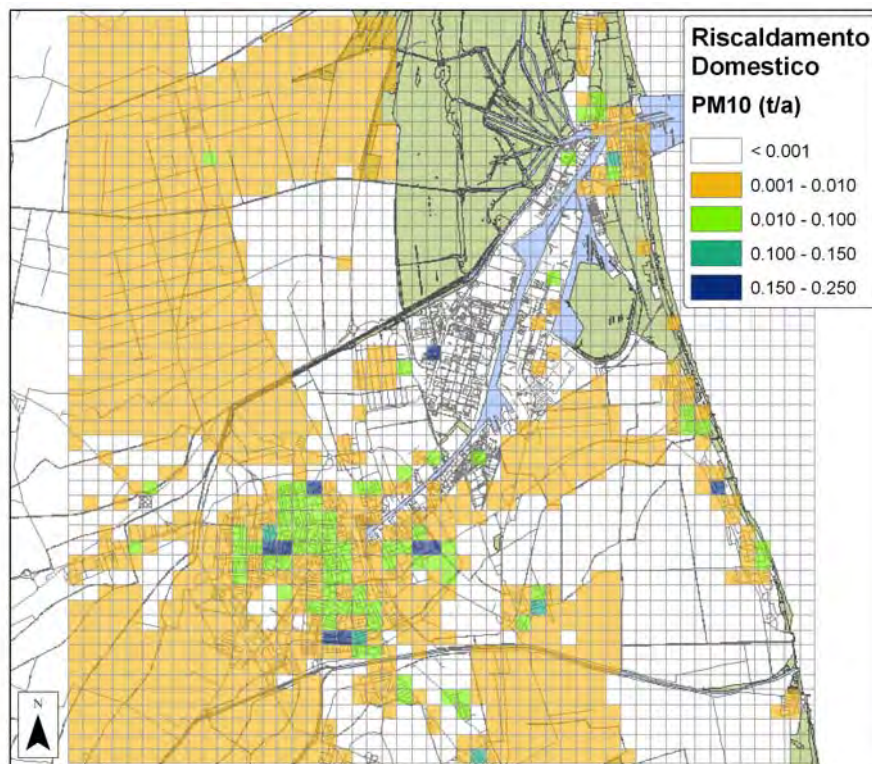 Riscaldamento
Domestico
PM10 (t/a)
< 0.001
0.001 - 0.010
0.010 - 0.100
0.100 - 0.150
0.150 - 0.250
N